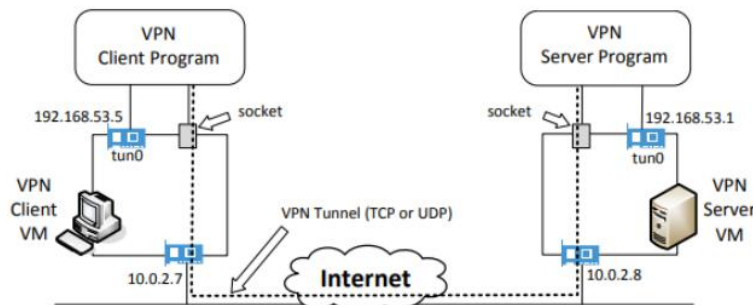 VPN
Client Program
VPN
Server Program
192.168.53.5
socket
socket
192.168.53.1
tun0
tun0
VPN
Client
VM
VPN Tunnel (TCP or UDP)
VPN
Server
VM
10.0.2.7
Internet
10.0.2.8